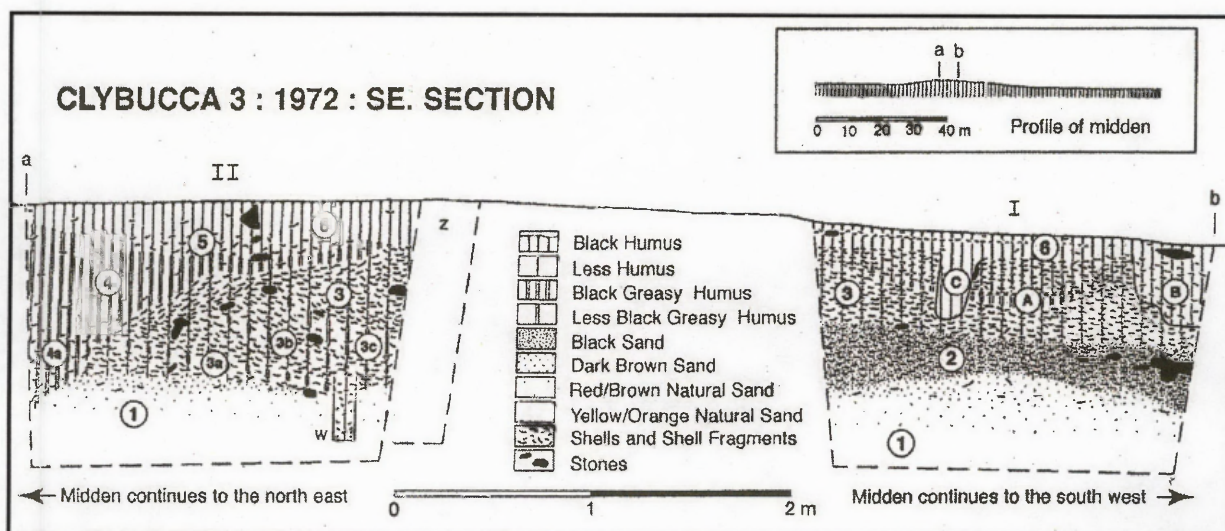 CLYBUCCA 3 : 1972 : SE. SECTION
a b
0 10 20 30 40 m Profile of midden
a
II
z
I
b
5
4
3
4a
3a
3b
3c
1
w
Black Humus
Less Humus
Black Greasy Humus
Less Black Greasy Humus
Black Sand
Dark Brown Sand
Red/Brown Natural Sand
Yellow/Orange Natural Sand
Shells and Shell Fragments
Stones
6
3
C
A
B
2
1
Midden continues to the north east
0 1 2 m
Midden continues to the south west